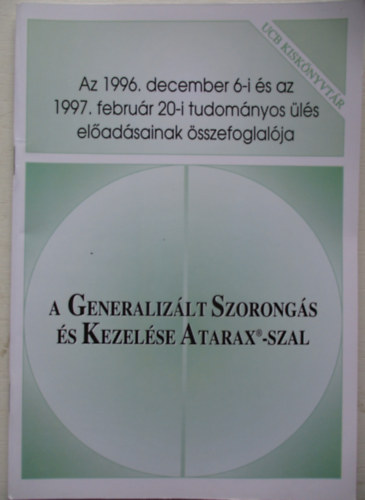 UCB KISKÖNYVTÁR
Az 1996. december 6-i és az
1997. február 20-i tudományos ülés
előadásainak összefoglalója
A GENERALIZÁLT SZORONGÁS
ÉS KEZELÉSE ATARAX®-SZAL